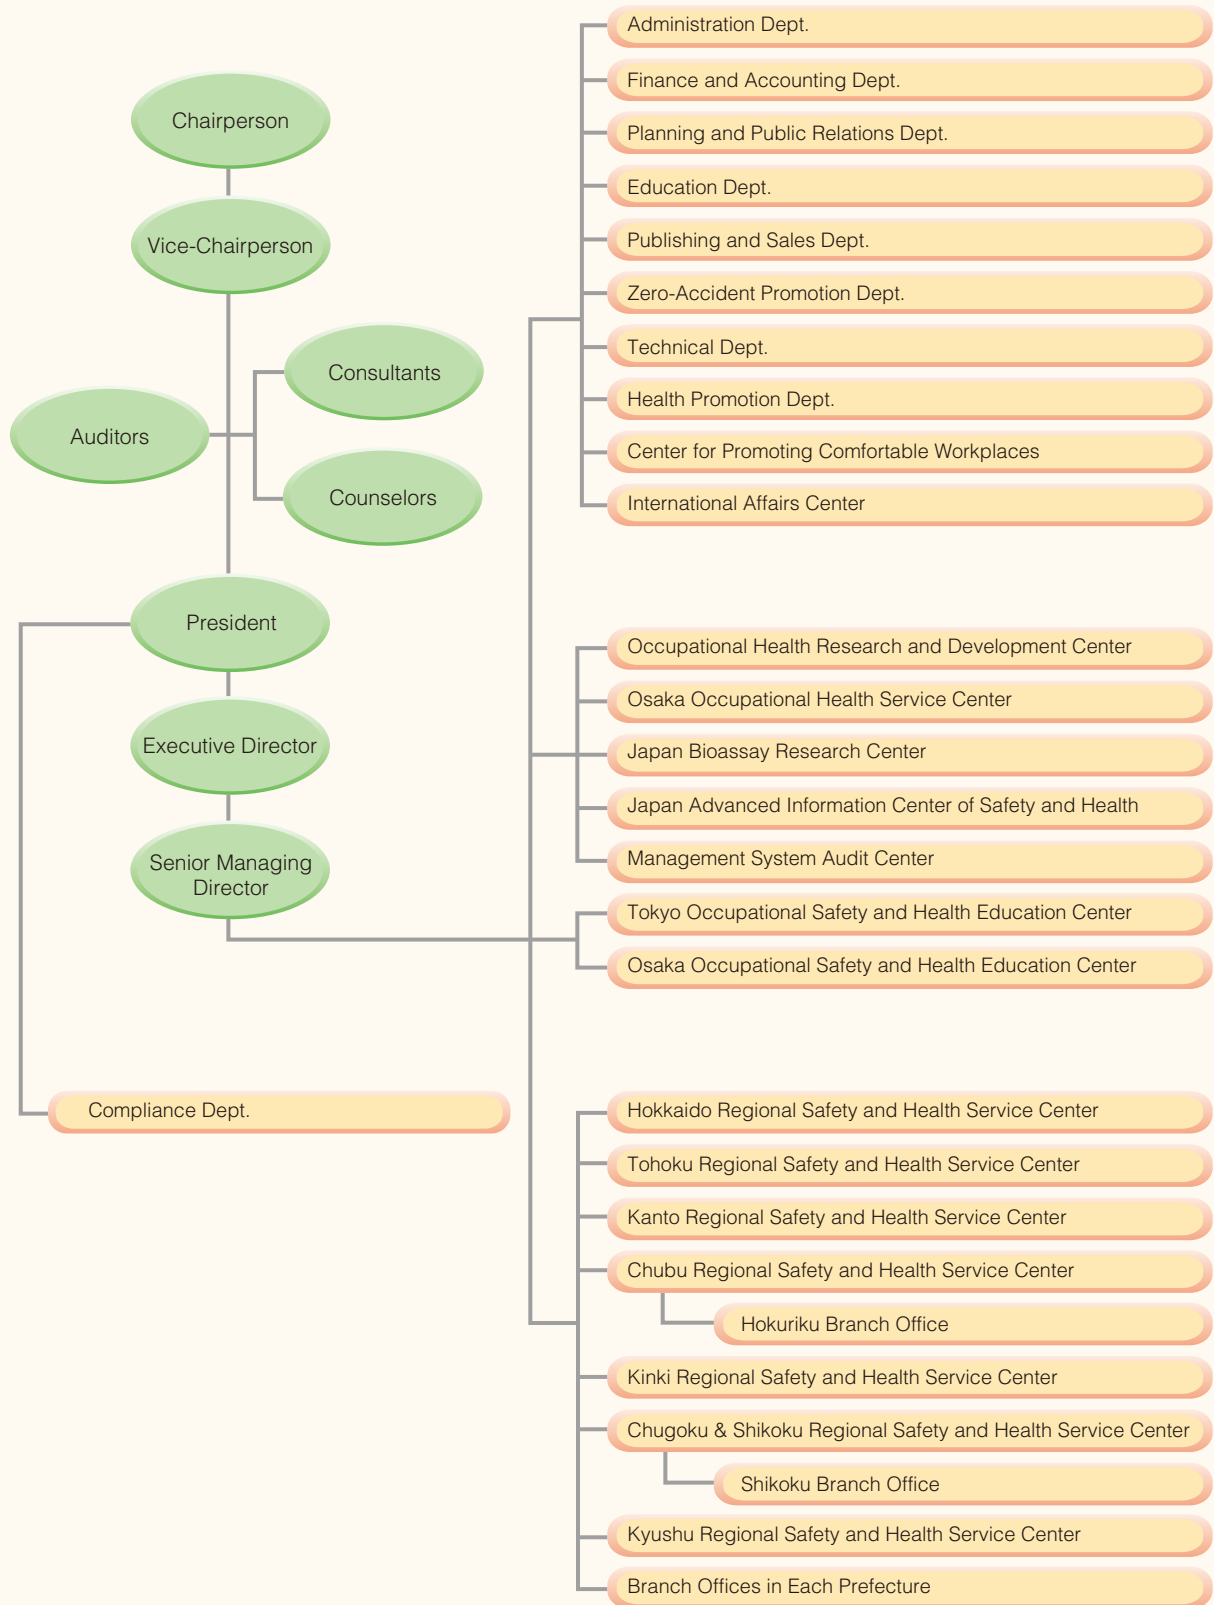 Chairperson
Vice-Chairperson
Consultants
Auditors
Counselors
President
Executive Director
Senior Managing
Director
Compliance Dept.
Administration Dept.
Finance and Accounting Dept.
Planning and Public Relations Dept.
Education Dept.
Publishing and Sales Dept.
Zero-Accident Promotion Dept.
Technical Dept.
Health Promotion Dept.
Center for Promoting Comfortable Workplaces
International Affairs Center
Occupational Health Research and Development Center
Osaka Occupational Health Service Center
Japan Bioassay Research Center
Japan Advanced Information Center of Safety and Health
Management System Audit Center
Tokyo Occupational Safety and Health Education Center
Osaka Occupational Safety and Health Education Center
Hokkaido Regional Safety and Health Service Center
Tohoku Regional Safety and Health Service Center
Kanto Regional Safety and Health Service Center
Chubu Regional Safety and Health Service Center
Hokuriku Branch Office
Kinki Regional Safety and Health Service Center
Chugoku & Shikoku Regional Safety and Health Service Center
Shikoku Branch Office
Kyushu Regional Safety and Health Service Center
Branch Offices in Each Prefecture